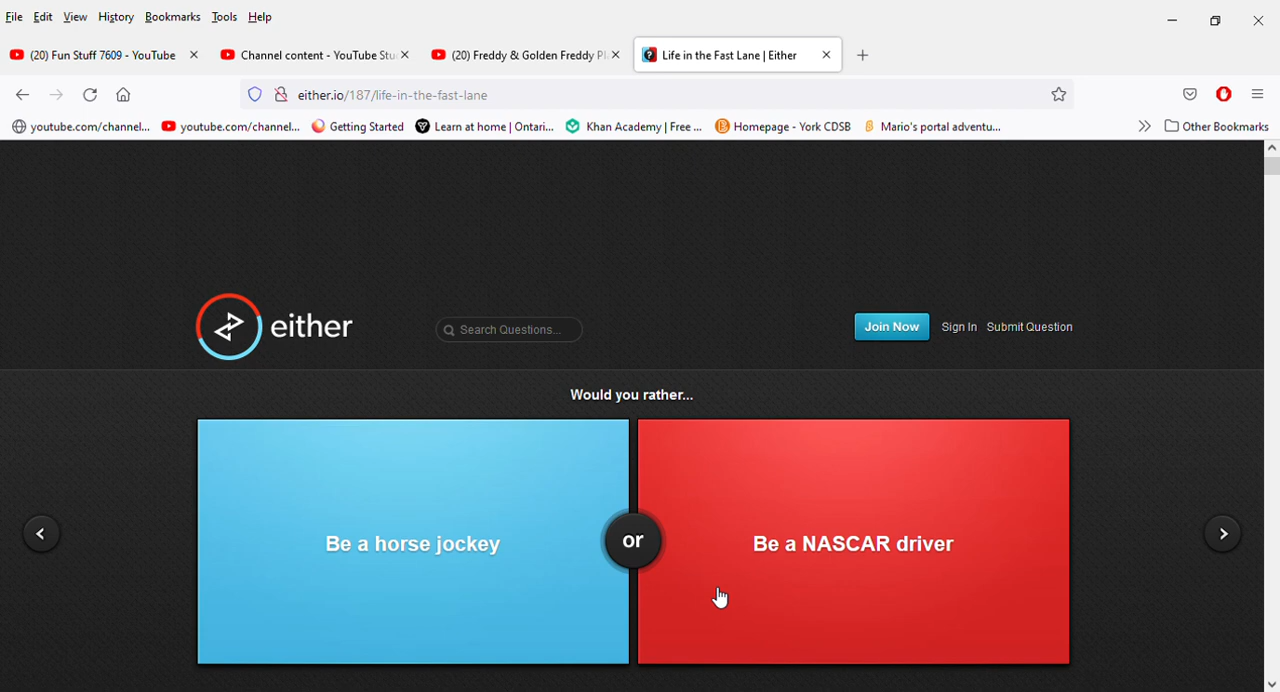 File Edit View History Bookmarks Tools Help
(20) Fun Stuff 7609 - YouTube Channel content - YouTube Stu (20) Freddy & Golden Freddy Pl Life in the Fast Lane | Either
either.io/187/life-in-the-fast-lane
youtube.com/channel... youtube.com/channel... Getting Started Learn at home | Ontari... Khan Academy | Free ... Homepage - York CDSB Mario's portal adventu... Other Bookmarks
either Search Questions... Join Now Sign In Submit Question
Would you rather...
Be a horse jockey or Be a NASCAR driver